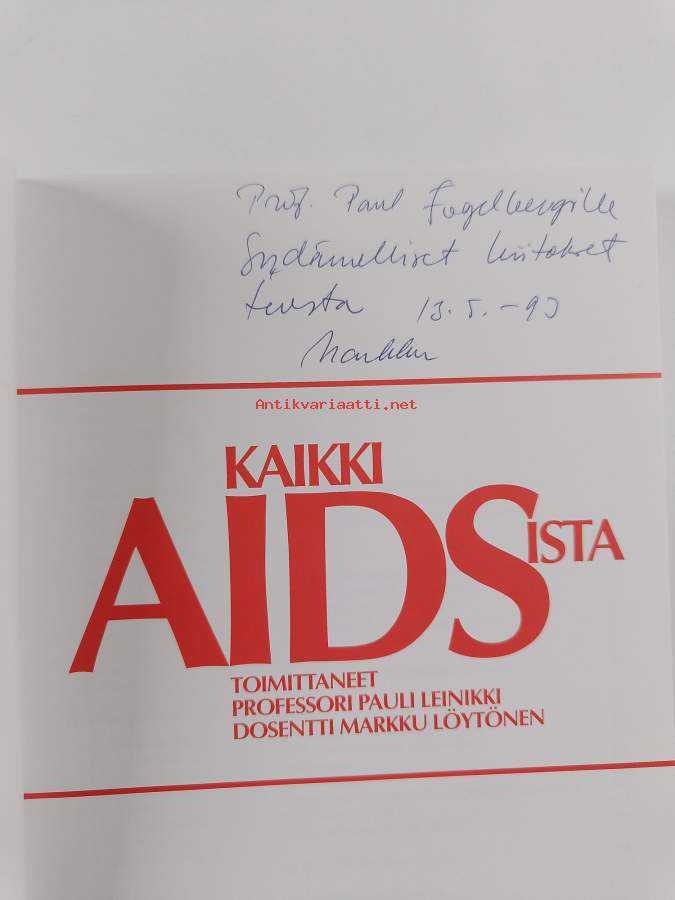 Prof. Paul Fogelbergille
Sydämelliset kiitokset
13.5.-93
Markku
Antikvariaatti.net
KAIKKI
AIDSISTA
TOIMITTANEET
PROFESSORI PAULI LEINIKKI
DOSENTTI MARKKU LÖYTÖNEN